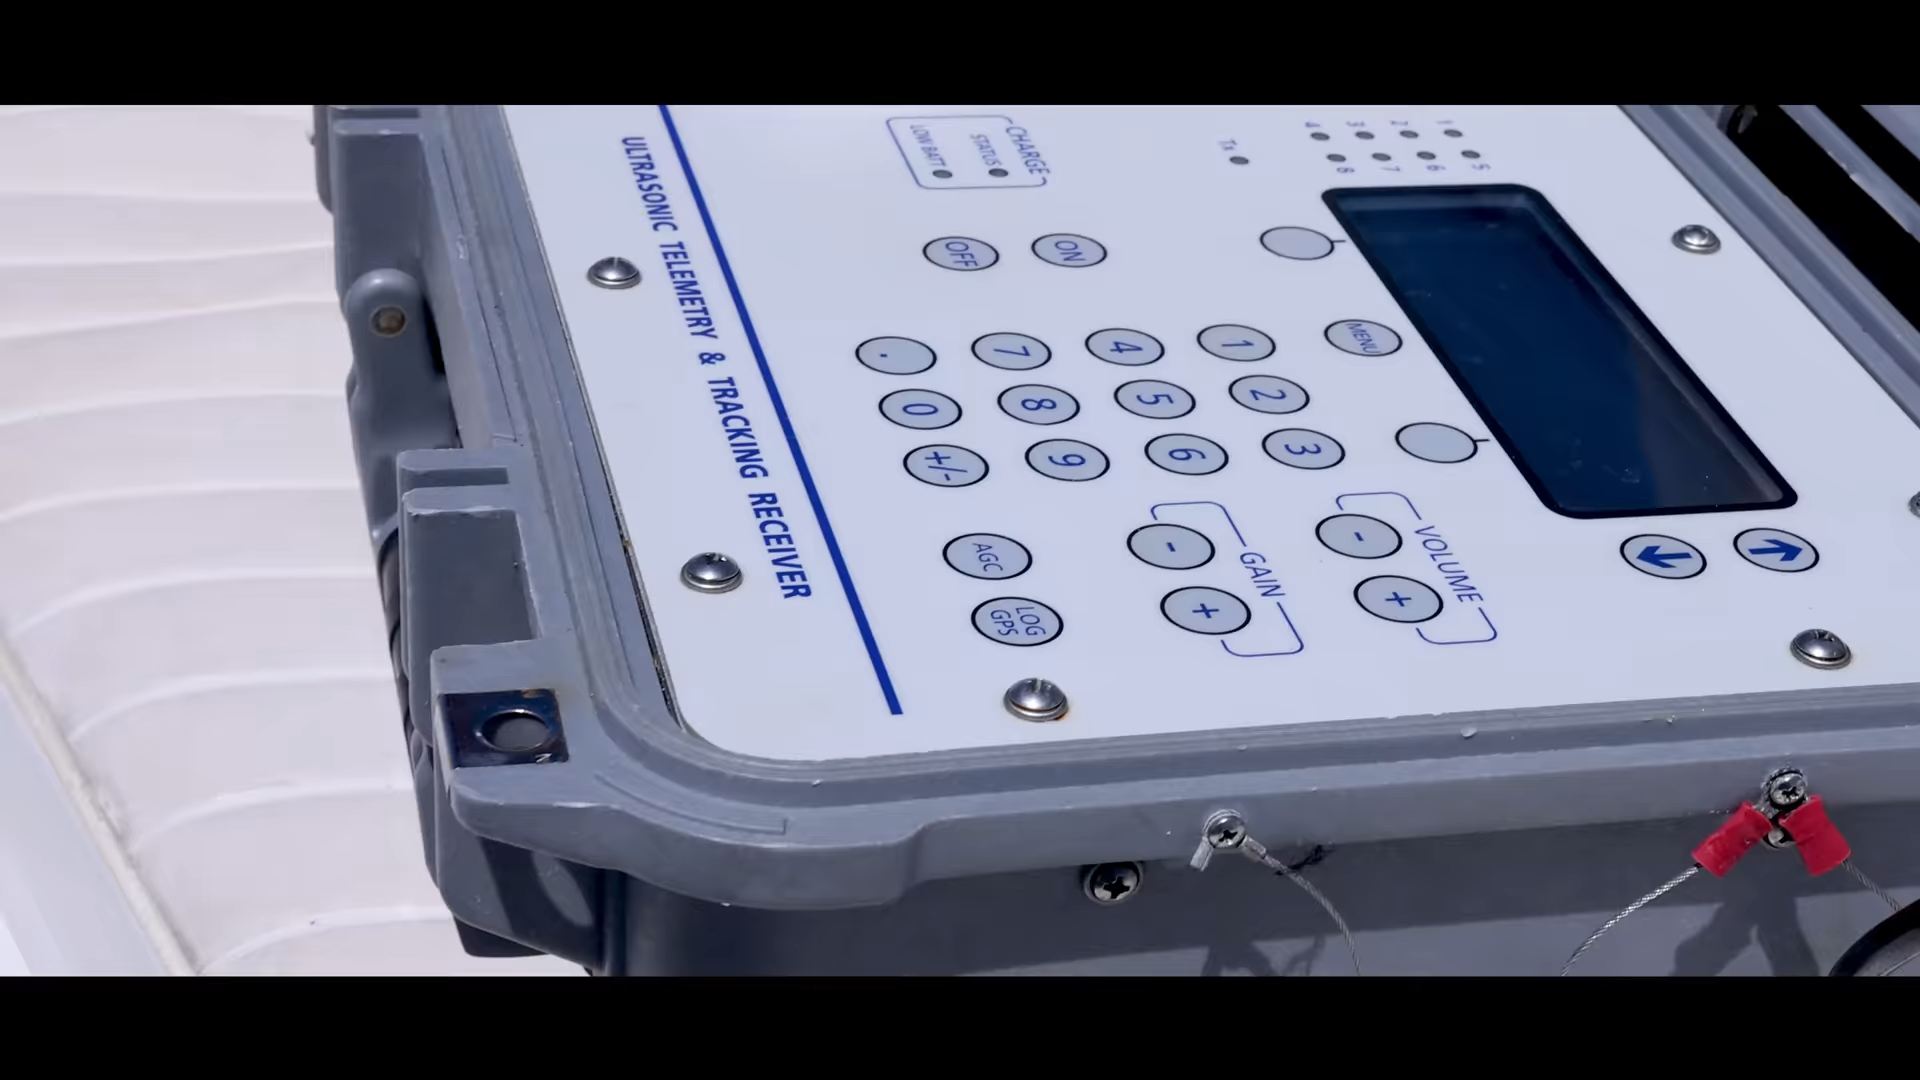 1 2 3 4
5 6 7 8
Tx
CHARGE
STATUS
LOW BATT
ON
OFF
MENU
1 2 3
4 5 6
7 8 9
. 0 +/-
VOLUME
- +
GAIN
- +
AGC
LOG
GPS
ULTRASONIC TELEMETRY & TRACKING RECEIVER